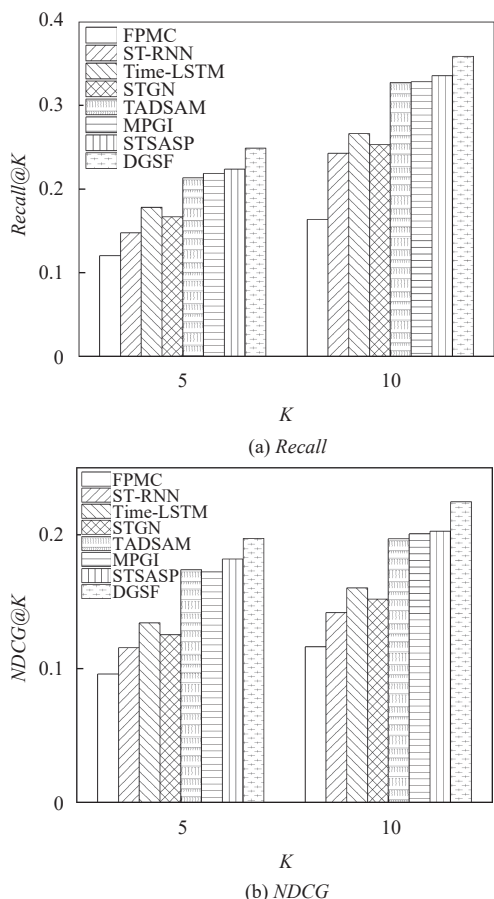 0.4
0.3
0.2
0.1
0
Recall@K
FPMC
ST-RNN
Time-LSTM
STGN
TADSAM
MPGI
STSASP
DGSF
5
10
K
(a) Recall
0.2
0.1
0
NDCG@K
FPMC
ST-RNN
Time-LSTM
STGN
TADSAM
MPGI
STSASP
DGSF
5
10
K
(b) NDCG